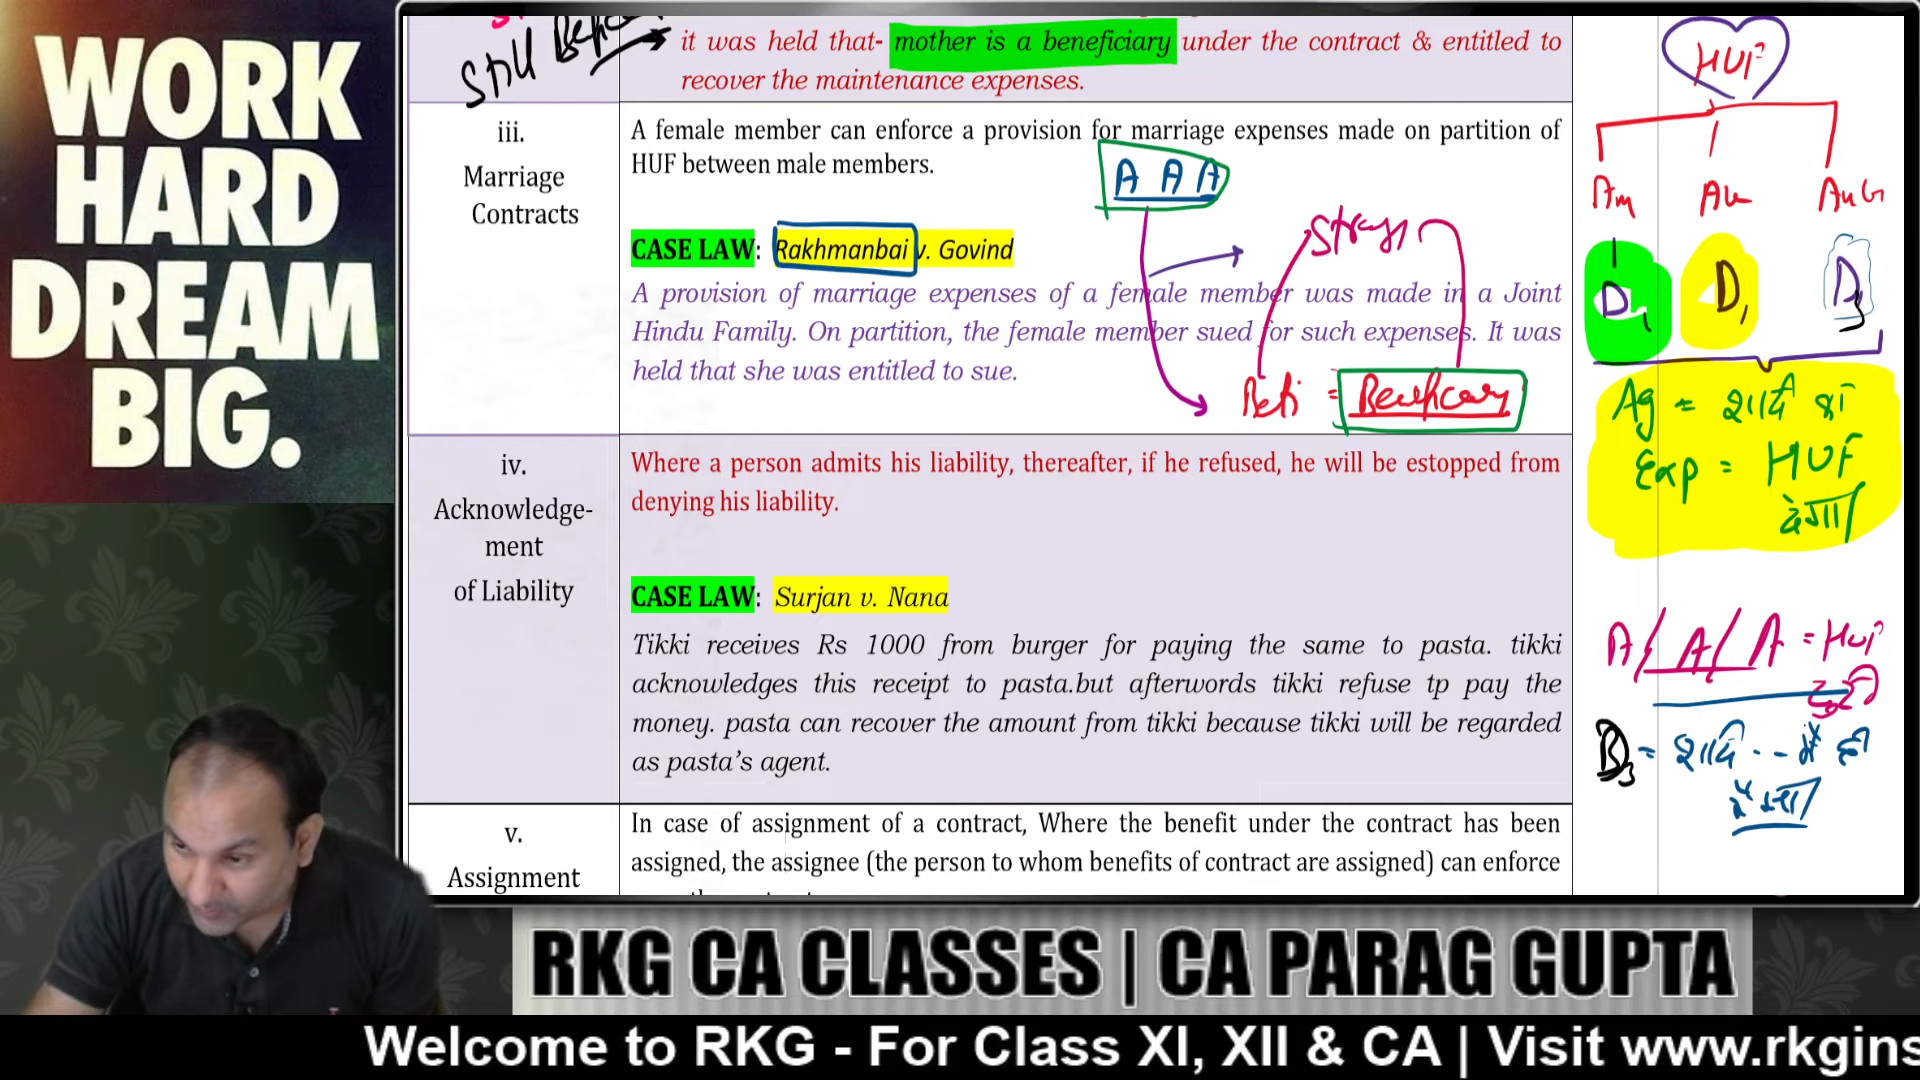 WORK
HARD
DREAM
BIG.
Still
it was held that- mother is a beneficiary under the contract & entitled to
recover the maintenance expenses.
iii.
Marriage
Contracts
A female member can enforce a provision for marriage expenses made on partition of
HUF between male members.
A A A
CASE LAW: Rakhmanbai v. Govind
A provision of marriage expenses of a female member was made in a Joint
Hindu Family. On partition, the female member sued for such expenses. It was
held that she was entitled to sue.
Beti = Beneficary
iv.
Acknowledge-
ment
of Liability
Where a person admits his liability, thereafter, if he refused, he will be estopped from
denying his liability.
CASE LAW: Surjan v. Nana
Tikki receives Rs 1000 from burger for paying the same to pasta. tikki
acknowledges this receipt to pasta.but afterwords tikki refuse tp pay the
money. pasta can recover the amount from tikki because tikki will be regarded
as pasta's agent.
v.
Assignment
In case of assignment of a contract, Where the benefit under the contract has been
assigned, the assignee (the person to whom benefits of contract are assigned) can enforce
HUF
Exp = HUF
A / A / A = HUF
RKG CA CLASSES | CA PARAG GUPTA
Welcome to RKG - For Class XI, XII & CA | Visit www.rkgins